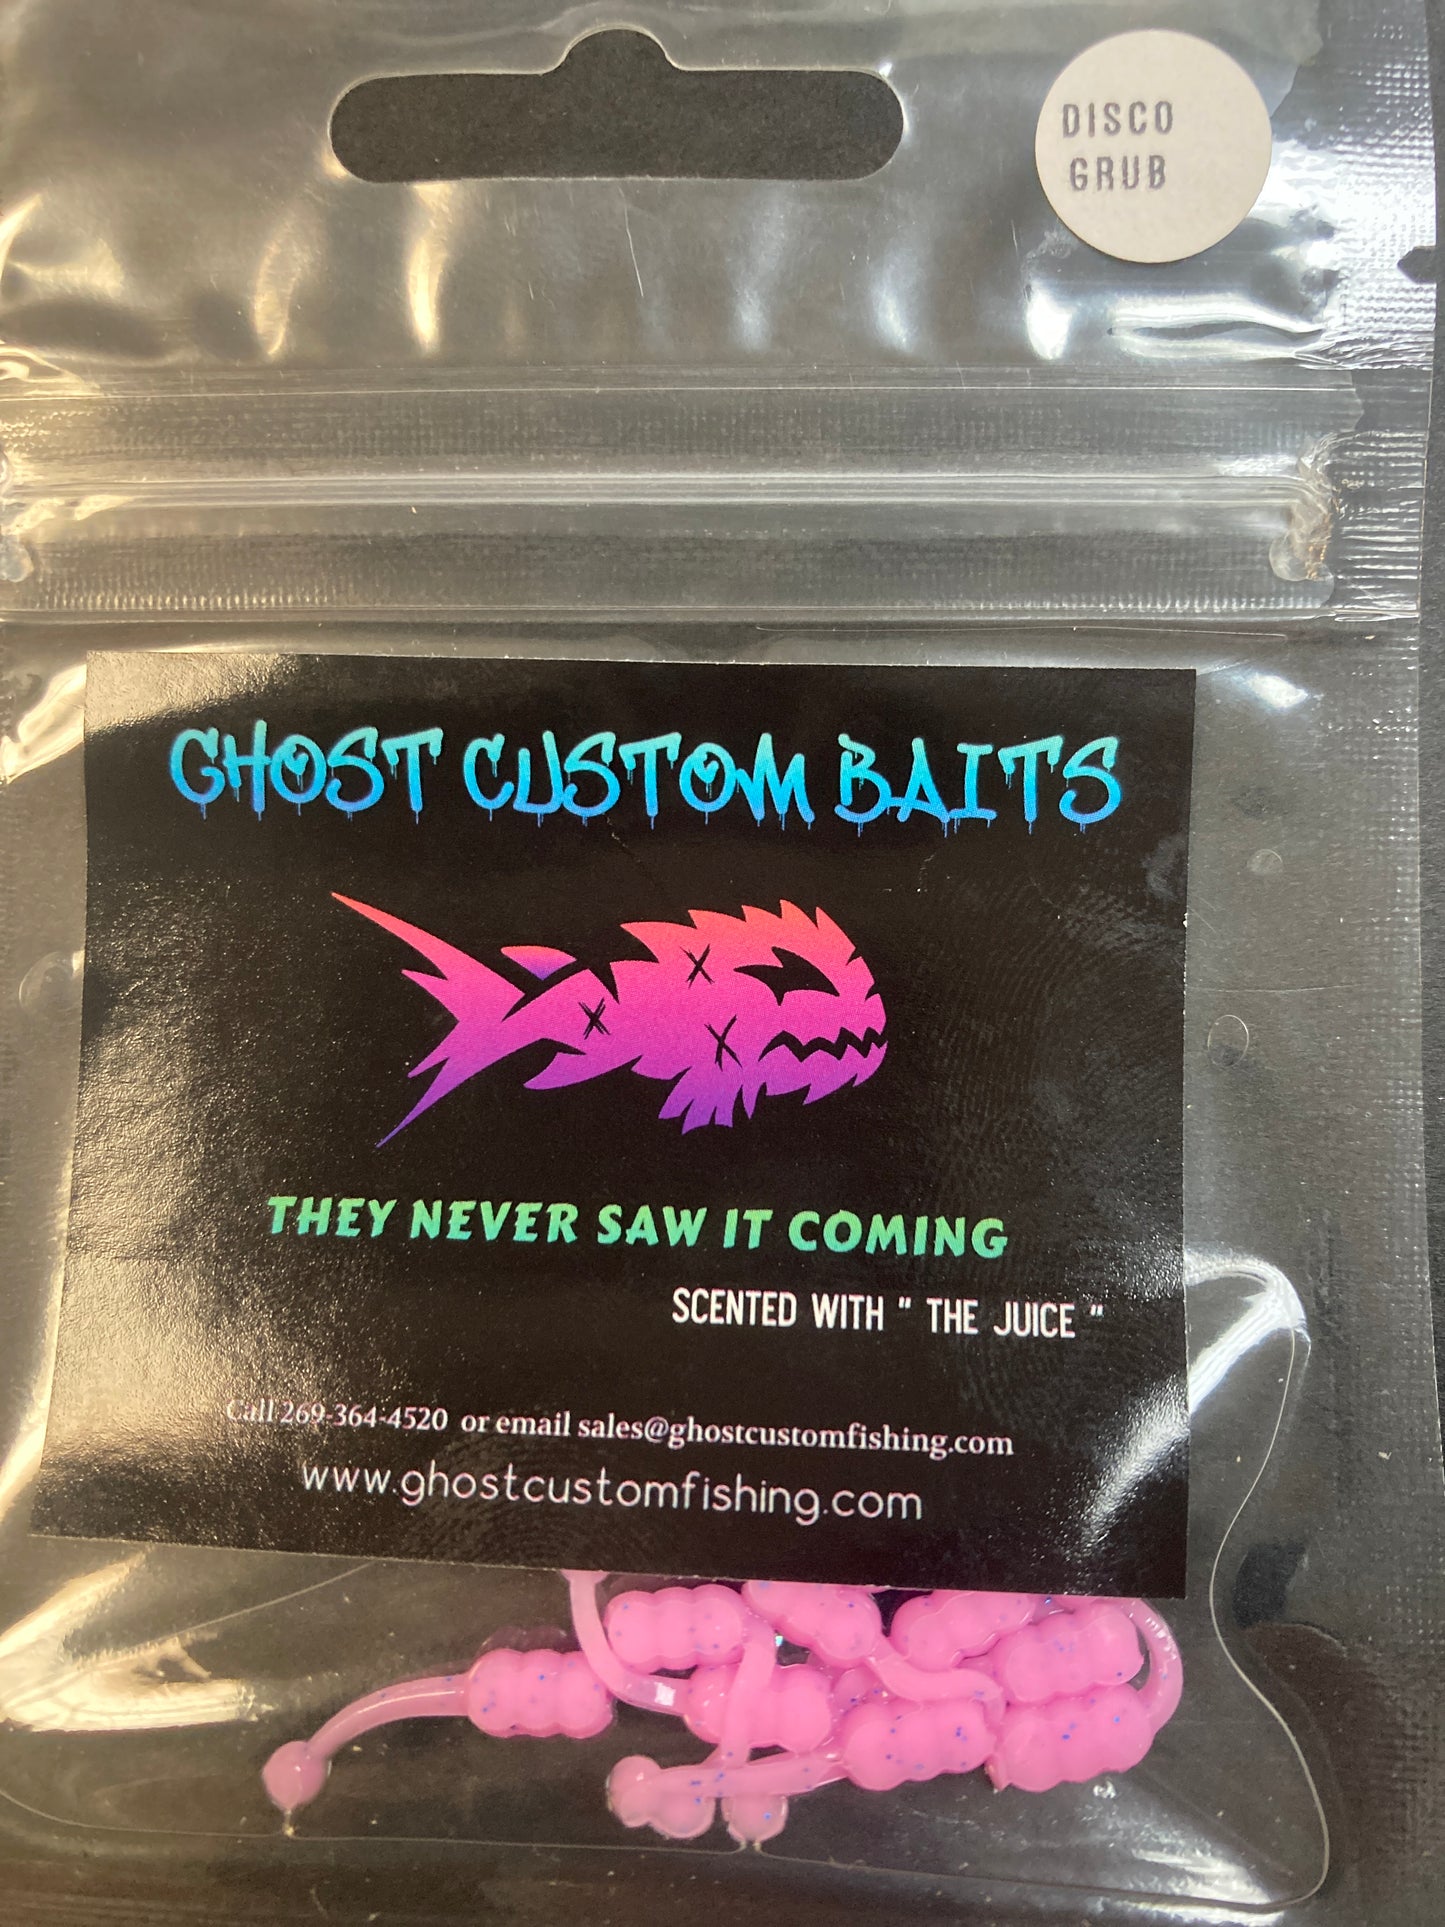 DISCO
GRUB
GHOST CUSTOM BAITS
THEY NEVER SAW IT COMING
SCENTED WITH " THE JUICE "
Call 269-364-4520 or email sales@ghostcustomfishing.com
www.ghostcustomfishing.com